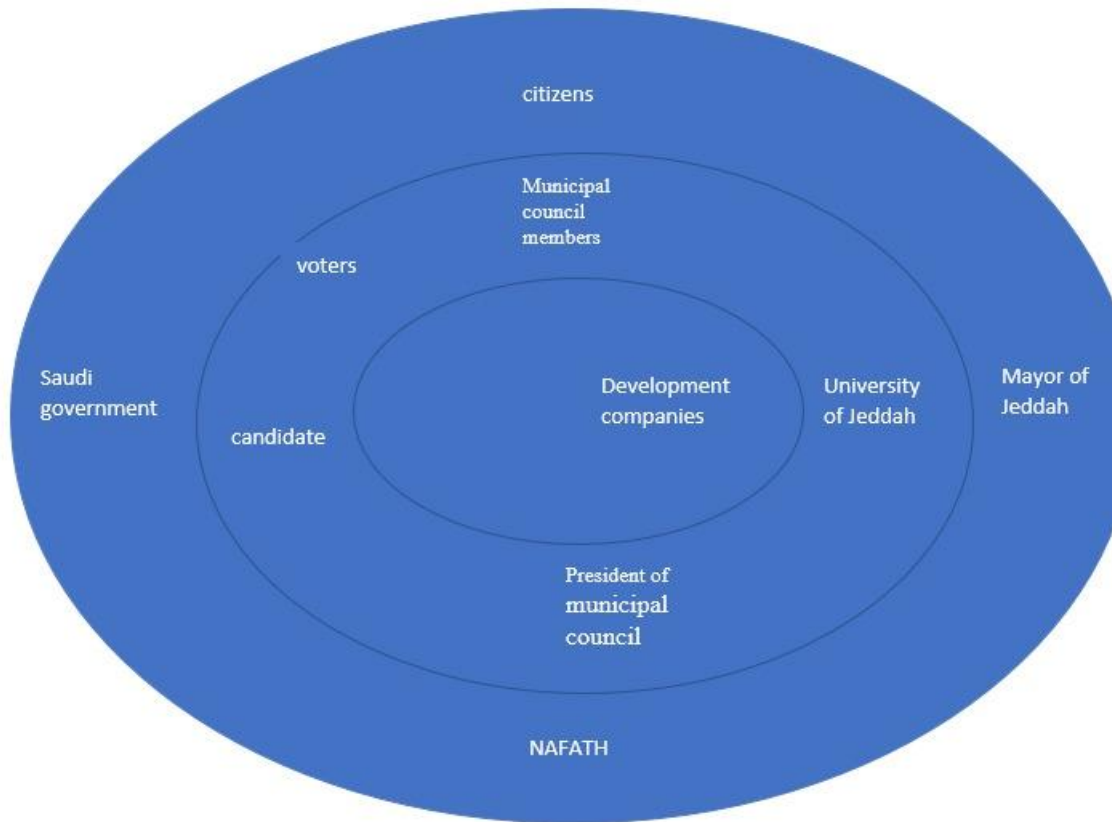 citizens
Municipal
council
members
voters
Saudi
government
candidate
Development
companies
University
of Jeddah
Mayor of
Jeddah
President of
municipal
council
NAFATH